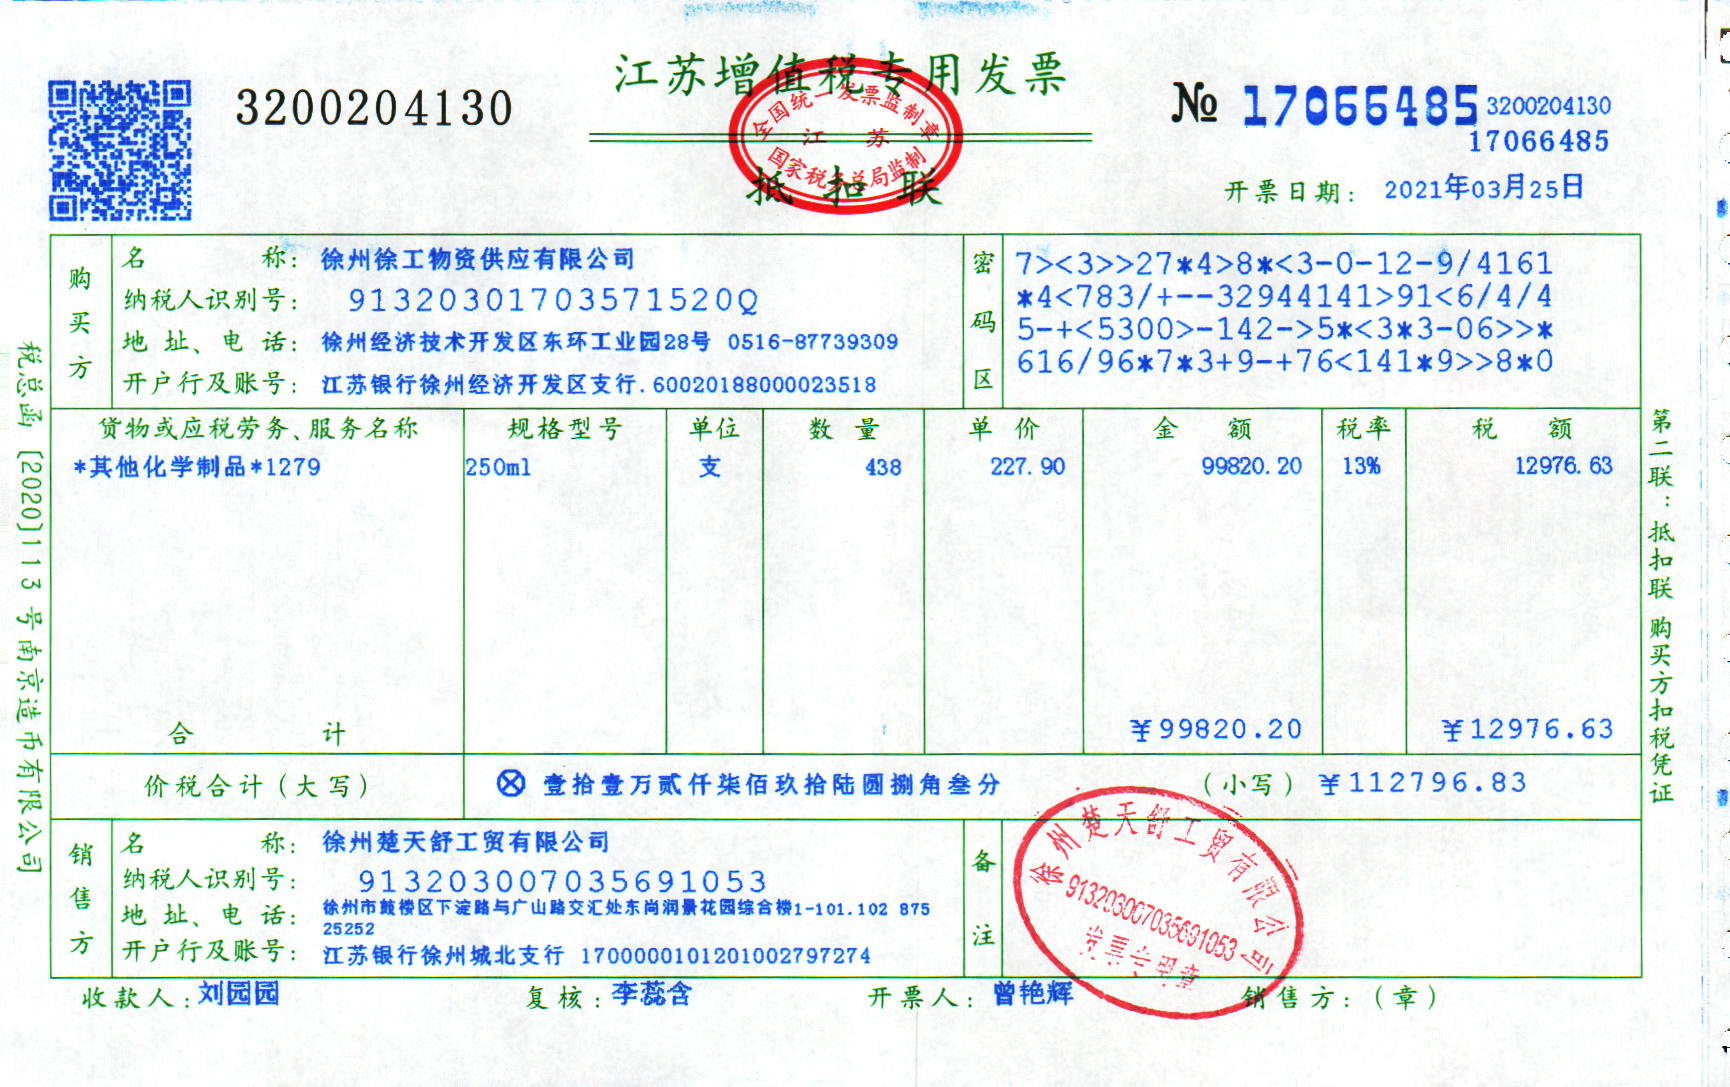 江苏增值税专用发票
3200204130
№ 17066485 3200204130
17066485
全国统一发票监制章
江 苏
国家税务总局监制
抵 扣 联
开票日期: 2021年03月25日
购买方
名 称: 徐州徐工物资供应有限公司
纳税人识别号: 91320301703571520Q
地 址、电 话: 徐州经济技术开发区东环工业园28号 0516-87739309
开户行及账号: 江苏银行徐州经济开发区支行.60020188000023518
密码区
7><3>>27*4>8*<3-0-12-9/4161
*4<783/+--32944141>91<6/4/4
5-+<5300>-142->5*<3*3-06>>*
616/96*7*3+9-+76<141*9>>8*0
货物或应税劳务、服务名称 规格型号 单位 数 量 单 价 金 额 税率 税 额
*其他化学制品*1279 250ml 支 438 227.90 99820.20 13% 12976.63
合 计 ¥99820.20 ¥12976.63
价税合计(大写) ⊗ 壹拾壹万贰仟柒佰玖拾陆圆捌角叁分 (小写) ¥112796.83
销售方
名 称: 徐州楚天舒工贸有限公司
纳税人识别号: 913203007035691053
地 址、电 话: 徐州市鼓楼区下淀路与广山路交汇处东尚润景花园综合楼1-101.102 875
25252
开户行及账号: 江苏银行徐州城北支行 17000001012010027972​74
备注
徐州楚天舒工贸有限公司
913203007035691053
发票专用章
收款人: 刘园园 复核: 李蕊含 开票人: 曾艳辉 销售方: (章)
税总函 [2020]113号南京造币有限公司
第二联: 抵扣联 购买方扣税凭证